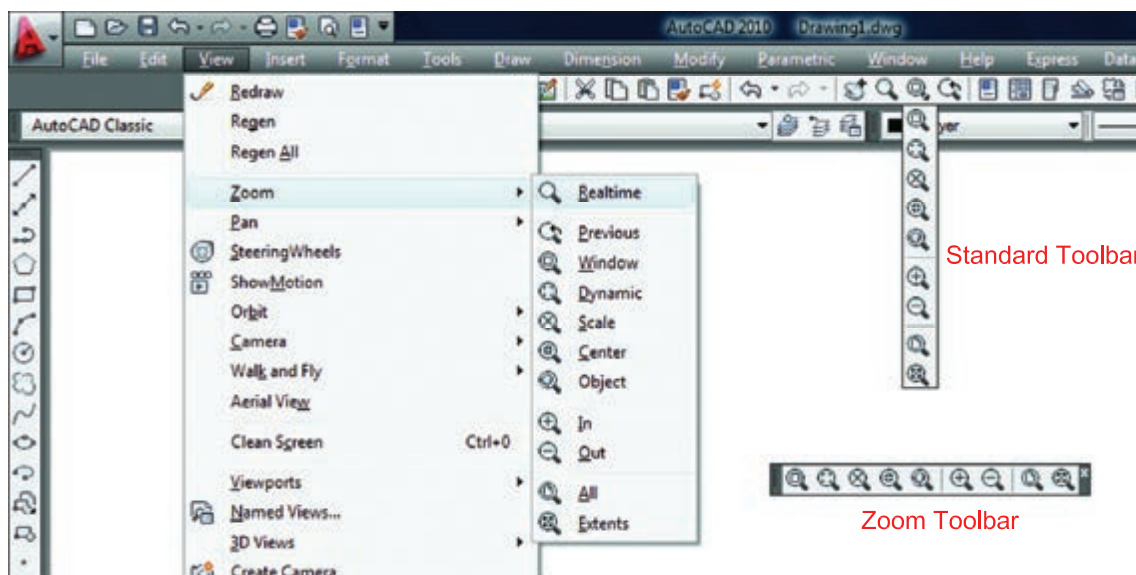 AutoCAD 2010 Drawing1.dwg
File Edit View Insert Format Tools Draw Dimension Modify Parametric Window Help Express Data
AutoCAD Classic
yer
Redraw
Regen
Regen All
Zoom
Pan
SteeringWheels
ShowMotion
Orbit
Camera
Walk and Fly
Aerial View
Clean Screen Ctrl+0
Viewports
Named Views...
3D Views
Create Camera
Realtime
Previous
Window
Dynamic
Scale
Center
Object
In
Out
All
Extents
Standard Toolbar
Zoom Toolbar